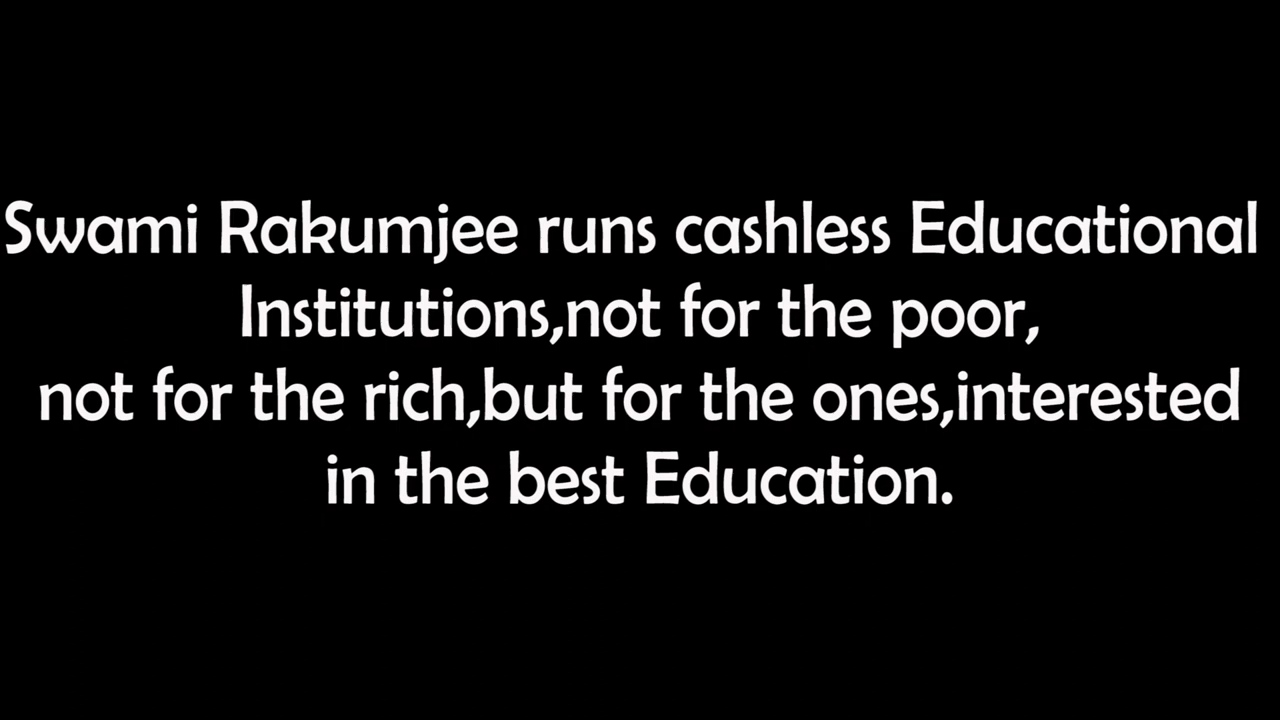 Swami Rakumjee runs cashless Educational
Institutions,not for the poor,
not for the rich,but for the ones,interested
in the best Education.